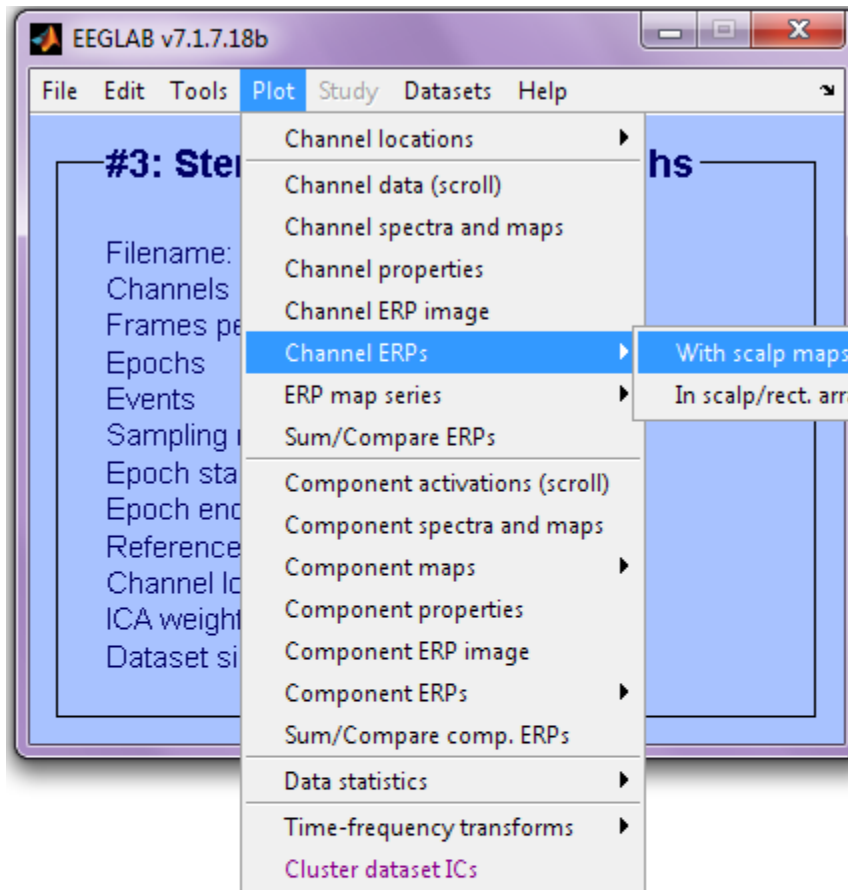 EEGLAB v7.1.7.18b
File Edit Tools Plot Study Datasets Help
#3: Ster hs
Filename:
Channels
Frames pe
Epochs
Events
Sampling r
Epoch sta
Epoch end
Reference
Channel lo
ICA weight
Dataset si
Channel locations
Channel data (scroll)
Channel spectra and maps
Channel properties
Channel ERP image
Channel ERPs
ERP map series
Sum/Compare ERPs
Component activations (scroll)
Component spectra and maps
Component maps
Component properties
Component ERP image
Component ERPs
Sum/Compare comp. ERPs
Data statistics
Time-frequency transforms
Cluster dataset ICs
With scalp maps
In scalp/rect. arr